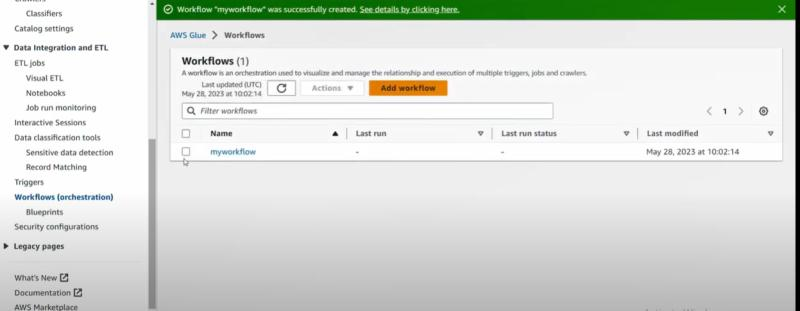 Classifiers
Catalog settings
Data Integration and ETL
ETL jobs
Visual ETL
Notebooks
Job run monitoring
Interactive Sessions
Data classification tools
Sensitive data detection
Record Matching
Triggers
Workflows (orchestration)
Blueprints
Security configurations
Legacy pages
What's New
Documentation
AWS Marketplace
Workflow "myworkflow" was successfully created. See details by clicking here.
AWS Glue > Workflows
Workflows (1)
A workflow is an orchestration used to visualize and manage the relationship and execution of multiple triggers, jobs and crawlers.
Last updated (UTC)
May 28, 2023 at 10:02:14
Actions
Add workflow
Filter workflows
1
Name Last run Last run status Last modified
myworkflow - - May 28, 2023 at 10:02:14